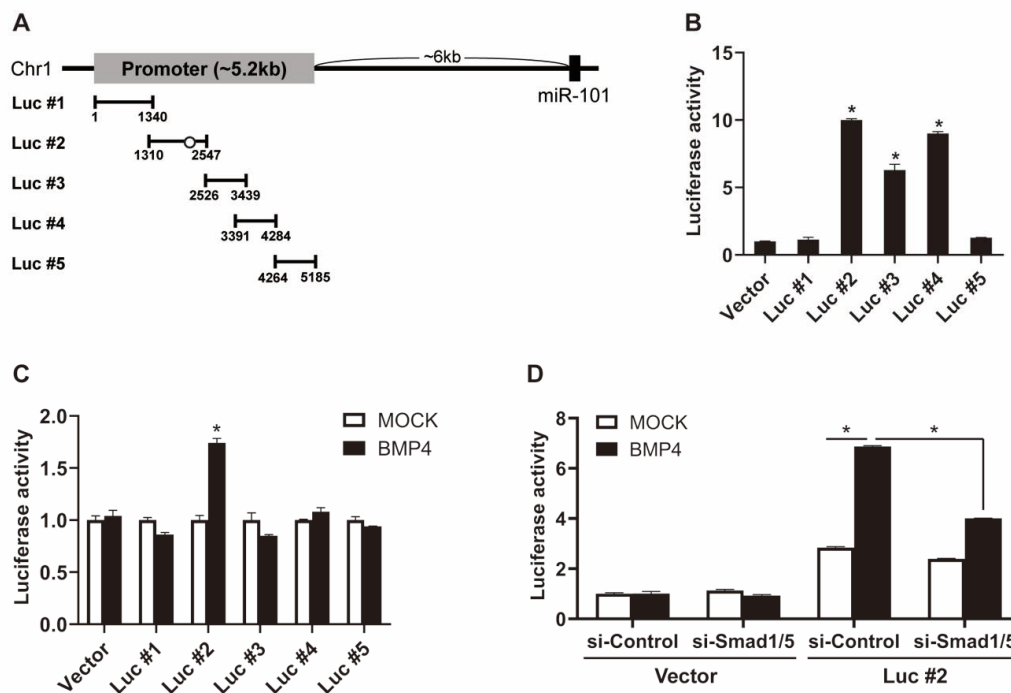 A
Chr1
Promoter (~5.2kb)
~6kb
miR-101
Luc #1
1 1340
Luc #2
1310 2547
Luc #3
2526 3439
Luc #4
3391 4284
Luc #5
4264 5185
B
Luciferase activity
15
10
5
0
* * *
Vector
Luc #1
Luc #2
Luc #3
Luc #4
Luc #5
C
Luciferase activity
2.0
1.5
1.0
0.5
0.0
MOCK
BMP4
*
Vector
Luc #1
Luc #2
Luc #3
Luc #4
Luc #5
D
Luciferase activity
8
6
4
2
0
MOCK
BMP4
* *
si-Control si-Smad1/5 si-Control si-Smad1/5
Vector Luc #2